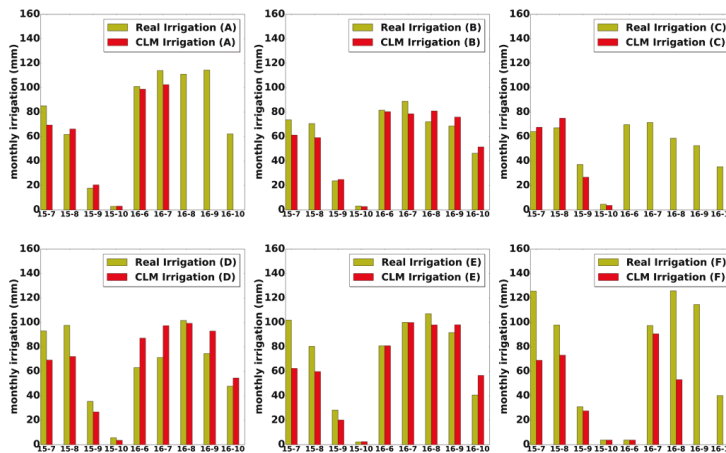 160
140
120
100
80
60
40
20
0
monthly irrigation (mm)
Real Irrigation (A)
CLM Irrigation (A)
15-7 15-8 15-9 15-10 16-6 16-7 16-8 16-9 16-10
160
140
120
100
80
60
40
20
0
monthly irrigation (mm)
Real Irrigation (B)
CLM Irrigation (B)
15-7 15-8 15-9 15-10 16-6 16-7 16-8 16-9 16-10
160
140
120
100
80
60
40
20
0
monthly irrigation (mm)
Real Irrigation (C)
CLM Irrigation (C)
15-7 15-8 15-9 15-10 16-6 16-7 16-8 16-9
160
140
120
100
80
60
40
20
0
monthly irrigation (mm)
Real Irrigation (D)
CLM Irrigation (D)
15-7 15-8 15-9 15-10 16-6 16-7 16-8 16-9 16-10
160
140
120
100
80
60
40
20
0
monthly irrigation (mm)
Real Irrigation (E)
CLM Irrigation (E)
15-7 15-8 15-9 15-10 16-6 16-7 16-8 16-9 16-10
160
140
120
100
80
60
40
20
0
monthly irrigation (mm)
Real Irrigation (F)
CLM Irrigation (F)
15-7 15-8 15-9 15-10 16-6 16-7 16-8 16-9